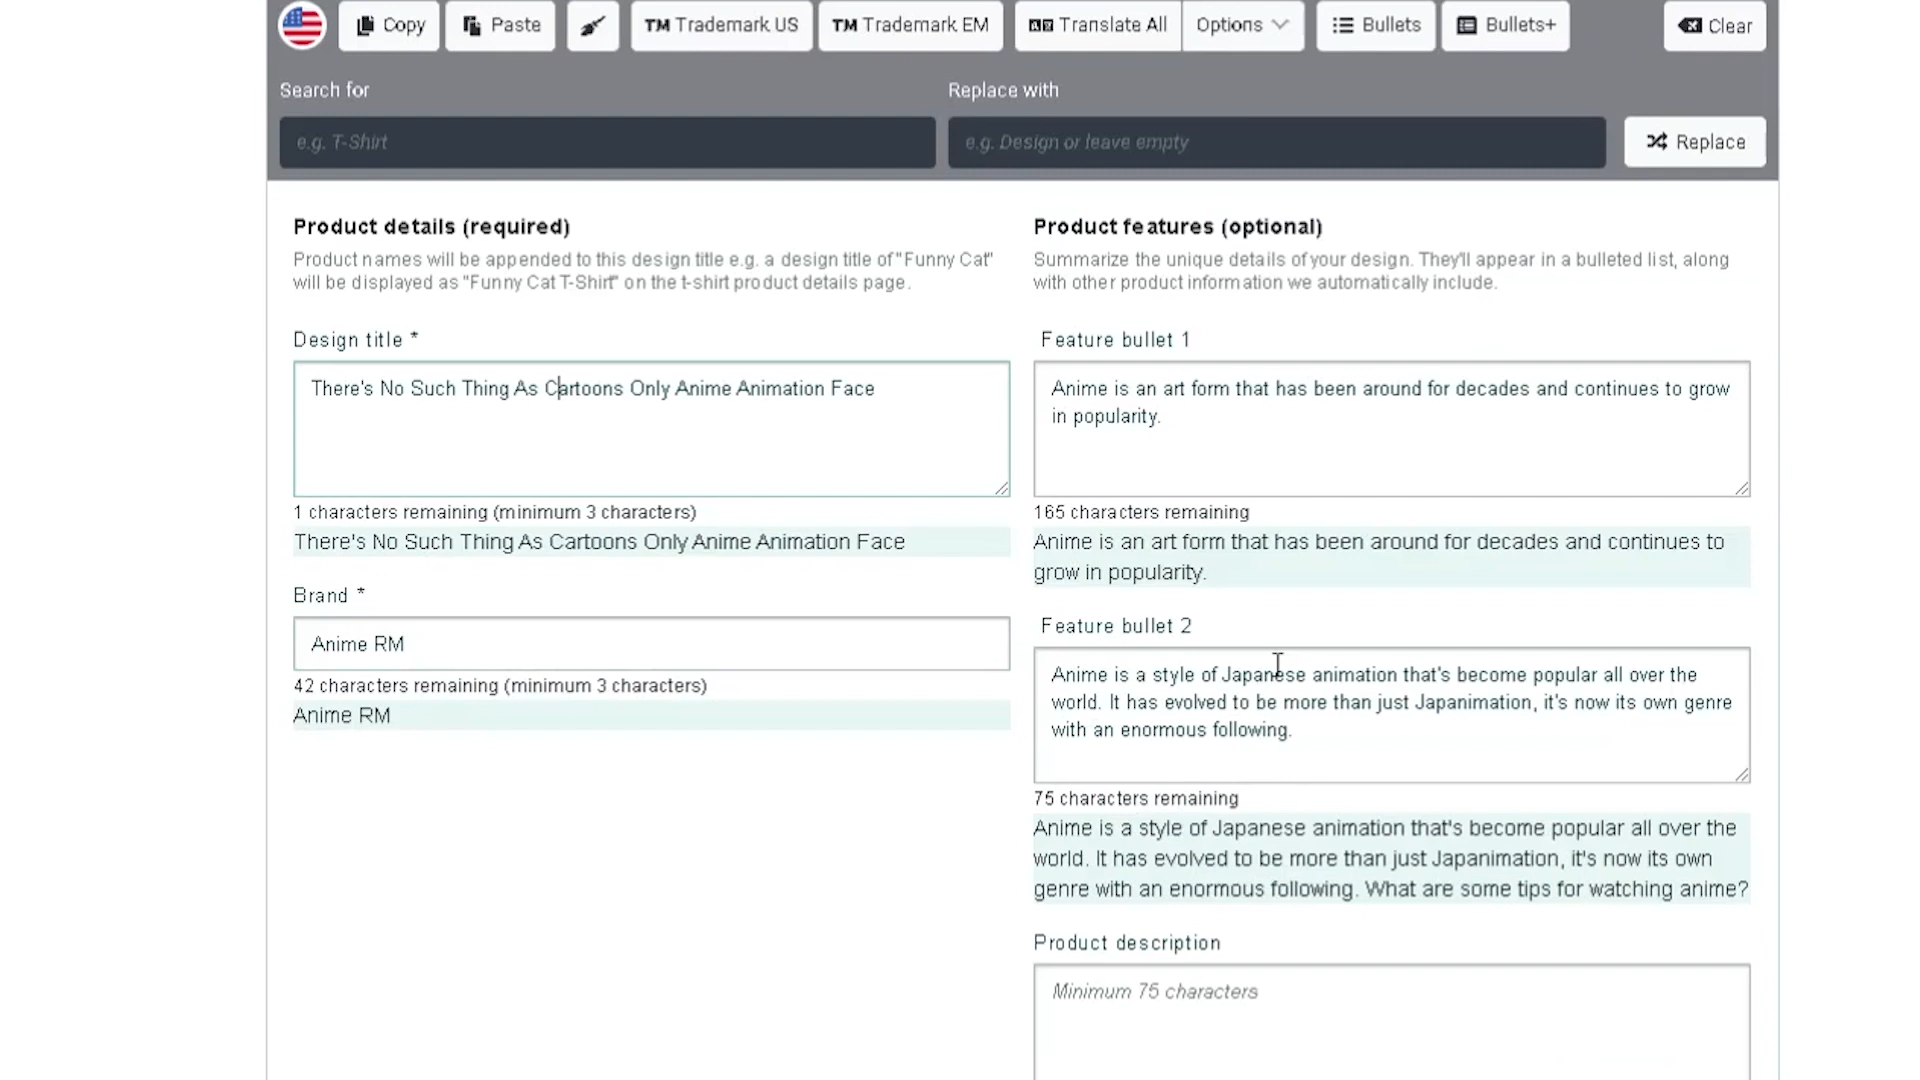 Copy Paste TM Trademark US TM Trademark EM Translate All Options Bullets Bullets+ Clear
Search for
Replace with
e.g. T-Shirt
e.g. Design or leave empty
Replace
Product details (required)
Product names will be appended to this design title e.g. a design title of "Funny Cat"
will be displayed as "Funny Cat T-Shirt" on the t-shirt product details page.
Design title *
There's No Such Thing As Cartoons Only Anime Animation Face
1 characters remaining (minimum 3 characters)
There's No Such Thing As Cartoons Only Anime Animation Face
Brand *
Anime RM
42 characters remaining (minimum 3 characters)
Anime RM
Product features (optional)
Summarize the unique details of your design. They'll appear in a bulleted list, along
with other product information we automatically include.
Feature bullet 1
Anime is an art form that has been around for decades and continues to grow
in popularity.
165 characters remaining
Anime is an art form that has been around for decades and continues to
grow in popularity.
Feature bullet 2
Anime is a style of Japanese animation that's become popular all over the
world. It has evolved to be more than just Japanimation, it's now its own genre
with an enormous following.
75 characters remaining
Anime is a style of Japanese animation that's become popular all over the
world. It has evolved to be more than just Japanimation, it's now its own
genre with an enormous following. What are some tips for watching anime?
Product description
Minimum 75 characters